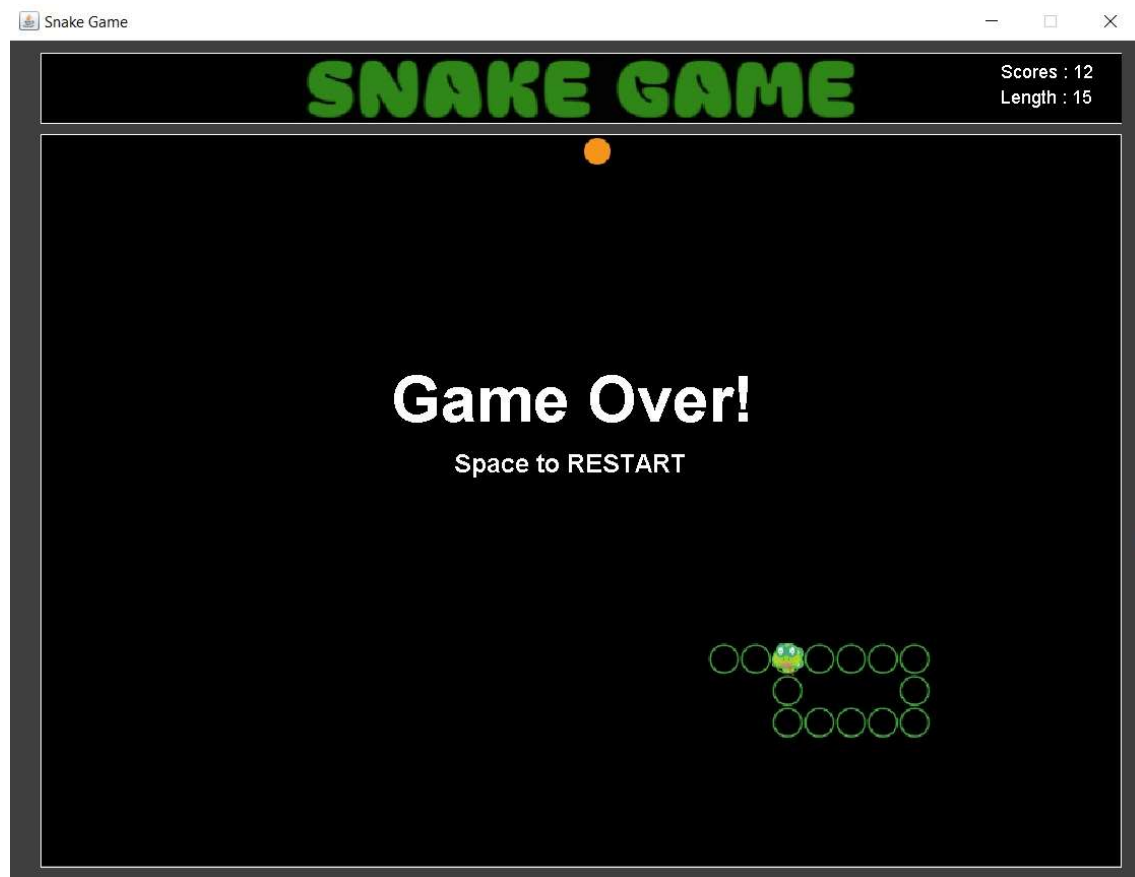 Snake Game
SNAKE GAME
Scores : 12
Length : 15
Game Over!
Space to RESTART